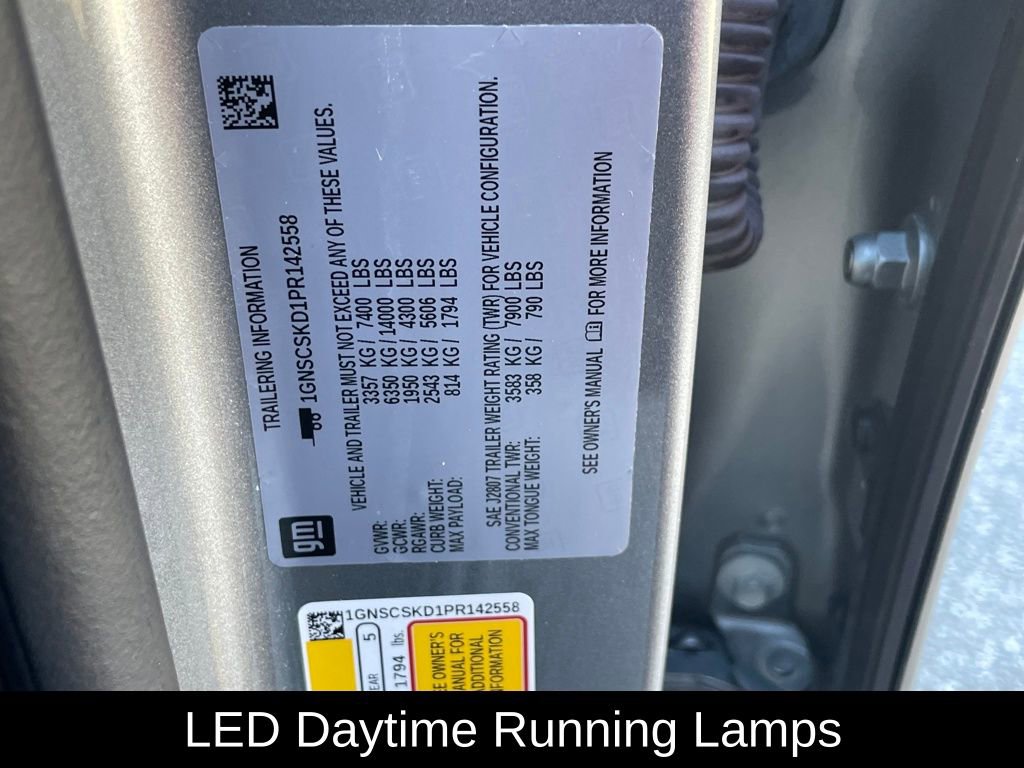 TRAILERING INFORMATION
1GNSCSKD1PR142558
VEHICLE AND TRAILER MUST NOT EXCEED ANY OF THESE VALUES.
GVWR: 3357 KG / 7400 LBS
GCWR: 6350 KG / 14000 LBS
RGAWR: 1950 KG / 4300 LBS
CURB WEIGHT: 2543 KG / 5606 LBS
MAX PAYLOAD: 814 KG / 1794 LBS
SAE J2807 TRAILER WEIGHT RATING (TWR) FOR VEHICLE CONFIGURATION.
CONVENTIONAL TWR: 3583 KG / 7900 LBS
MAX TONGUE WEIGHT: 358 KG / 790 LBS
SEE OWNER'S MANUAL FOR MORE INFORMATION
gm
1GNSCSKD1PR142558
EAR 5
1794 lbs.
SEE OWNER'S
MANUAL FOR
ADDITIONAL
INFORMATION
LED Daytime Running Lamps